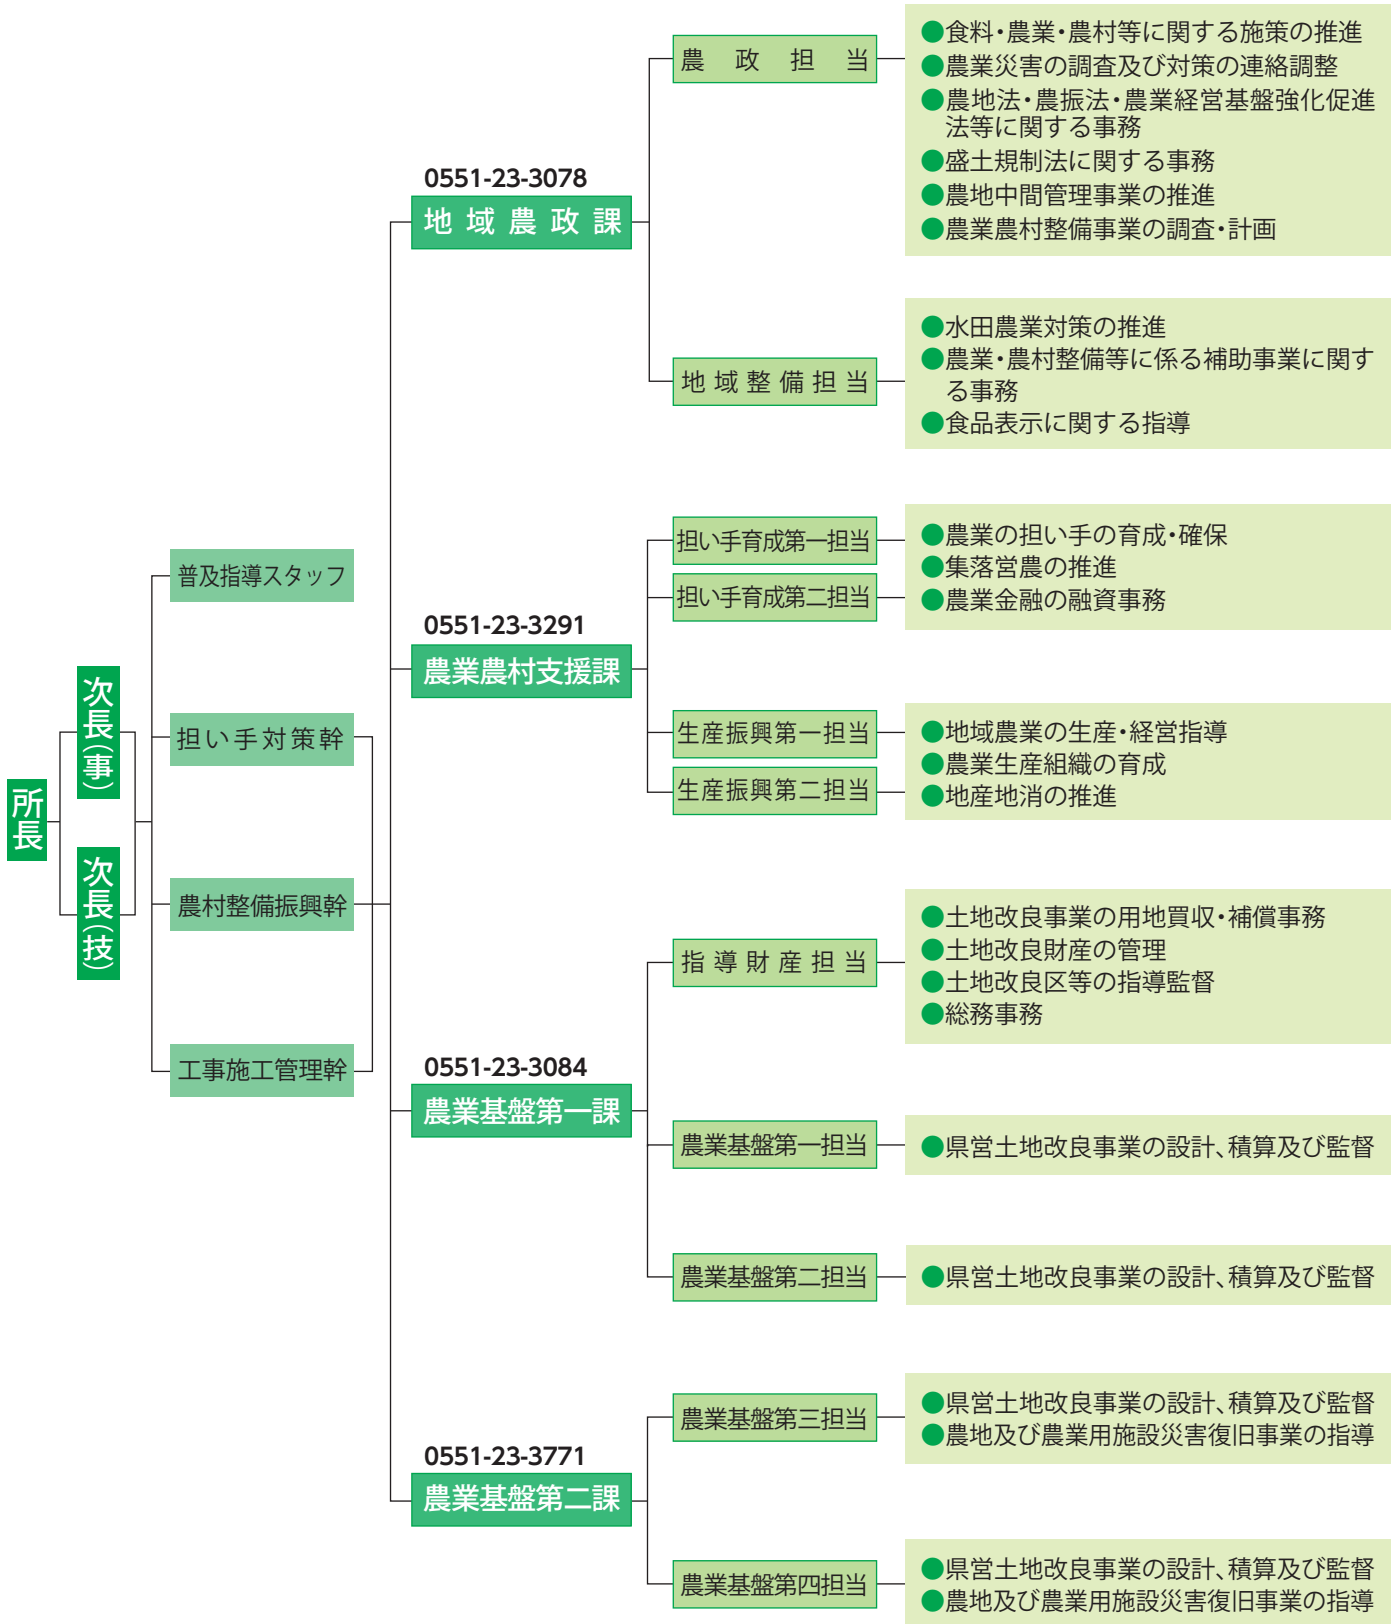 所長
次長(事)
次長(技)
普及指導スタッフ
担い手対策幹
農村整備振興幹
工事施工管理幹
0551-23-3078
地域農政課
農政担当
●食料・農業・農村等に関する施策の推進
●農業災害の調査及び対策の連絡調整
●農地法・農振法・農業経営基盤強化促進
法等に関する事務
●盛土規制法に関する事務
●農地中間管理事業の推進
●農業農村整備事業の調査・計画
地域整備担当
●水田農業対策の推進
●農業・農村整備等に係る補助事業に関す
る事務
●食品表示に関する指導
0551-23-3291
農業農村支援課
担い手育成第一担当
担い手育成第二担当
●農業の担い手の育成・確保
●集落営農の推進
●農業金融の融資事務
生産振興第一担当
生産振興第二担当
●地域農業の生産・経営指導
●農業生産組織の育成
●地産地消の推進
0551-23-3084
農業基盤第一課
指導財産担当
●土地改良事業の用地買収・補償事務
●土地改良財産の管理
●土地改良区等の指導監督
●総務事務
農業基盤第一担当
●県営土地改良事業の設計、積算及び監督
農業基盤第二担当
●県営土地改良事業の設計、積算及び監督
0551-23-3771
農業基盤第二課
農業基盤第三担当
●県営土地改良事業の設計、積算及び監督
●農地及び農業用施設災害復旧事業の指導
農業基盤第四担当
●県営土地改良事業の設計、積算及び監督
●農地及び農業用施設災害復旧事業の指導